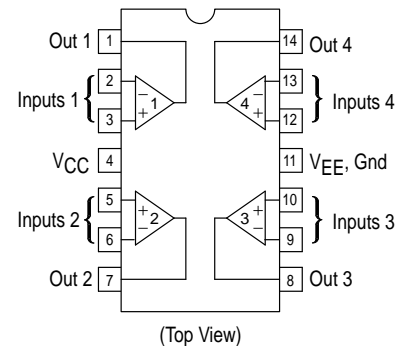 Out 1 1 14 Out 4
Inputs 1 { 2 − 1 4 − 13 } Inputs 4
3 + + 12
VCC 4 11 VEE, Gnd
Inputs 2 { 5 + 2 3 + 10 } Inputs 3
6 − − 9
Out 2 7 8 Out 3
(Top View)